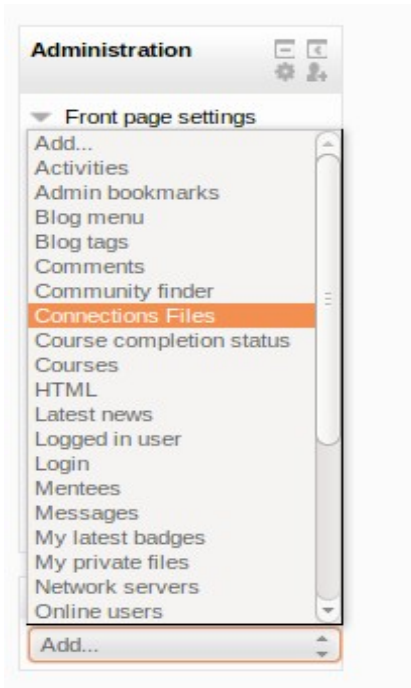 Administration
Front page settings
Add...
Activities
Admin bookmarks
Blog menu
Blog tags
Comments
Community finder
Connections Files
Course completion status
Courses
HTML
Latest news
Logged in user
Login
Mentees
Messages
My latest badges
My private files
Network servers
Online users
Add...